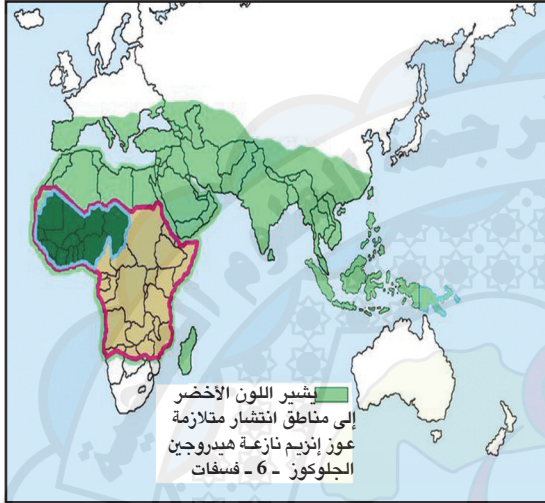 يشير اللون الأخضر
إلى مناطق انتشار متلازمة
عوز إنزيم نازعة هيدروجين
الجلوكوز - 6 - فسفات